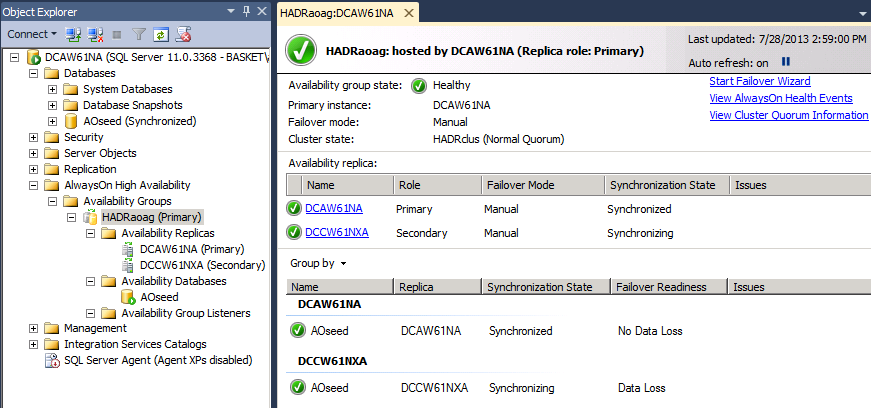 Object Explorer
Connect
DCAW61NA (SQL Server 11.0.3368 - BASKET\
Databases
System Databases
Database Snapshots
AOseed (Synchronized)
Security
Server Objects
Replication
AlwaysOn High Availability
Availability Groups
HADRaoag (Primary)
Availability Replicas
DCAW61NA (Primary)
DCCW61NXA (Secondary)
Availability Databases
AOseed
Availability Group Listeners
Management
Integration Services Catalogs
SQL Server Agent (Agent XPs disabled)
HADRaoag:DCAW61NA
HADRaoag: hosted by DCAW61NA (Replica role: Primary)
Last updated: 7/28/2013 2:59:00 PM
Auto refresh: on
Availability group state: Healthy
Primary instance: DCAW61NA
Failover mode: Manual
Cluster state: HADRclus (Normal Quorum)
Start Failover Wizard
View AlwaysOn Health Events
View Cluster Quorum Information
Availability replica:
Name Role Failover Mode Synchronization State Issues
DCAW61NA Primary Manual Synchronized
DCCW61NXA Secondary Manual Synchronizing
Group by
Name Replica Synchronization State Failover Readiness Issues
DCAW61NA
AOseed DCAW61NA Synchronized No Data Loss
DCCW61NXA
AOseed DCCW61NXA Synchronizing Data Loss